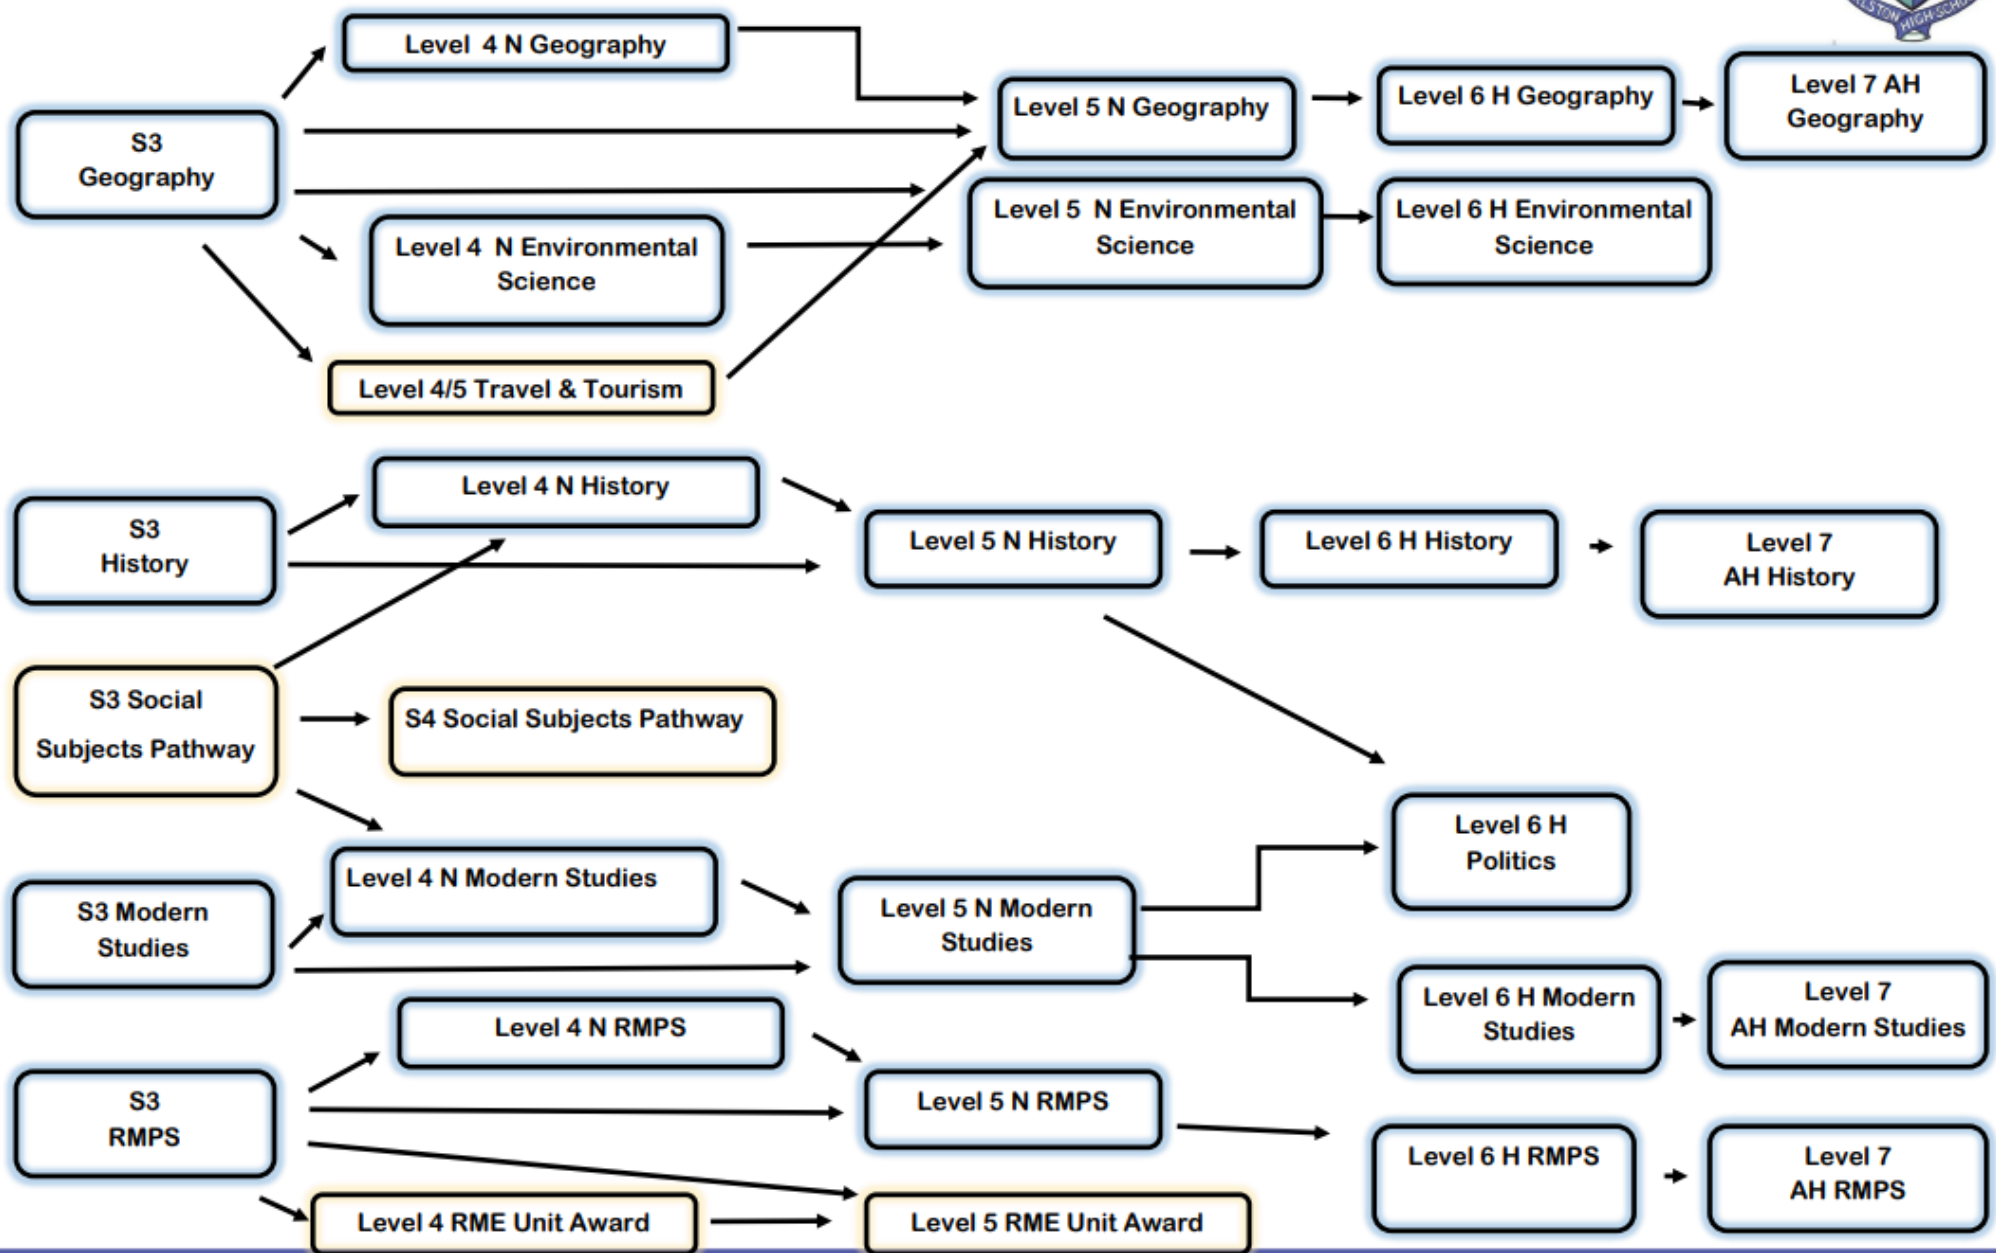 LSTON HIGH SCHOO
Level 4 N Geography
S3
Geography
Level 5 N Geography
Level 6 H Geography
Level 7 AH
Geography
Level 4 N Environmental
Science
Level 5 N Environmental
Science
Level 6 H Environmental
Science
Level 4/5 Travel & Tourism
S3
History
Level 4 N History
Level 5 N History
Level 6 H History
Level 7
AH History
S3 Social
Subjects Pathway
S4 Social Subjects Pathway
Level 6 H
Politics
S3 Modern
Studies
Level 4 N Modern Studies
Level 5 N Modern
Studies
Level 6 H Modern
Studies
Level 7
AH Modern Studies
S3
RMPS
Level 4 N RMPS
Level 5 N RMPS
Level 6 H RMPS
Level 7
AH RMPS
Level 4 RME Unit Award
Level 5 RME Unit Award